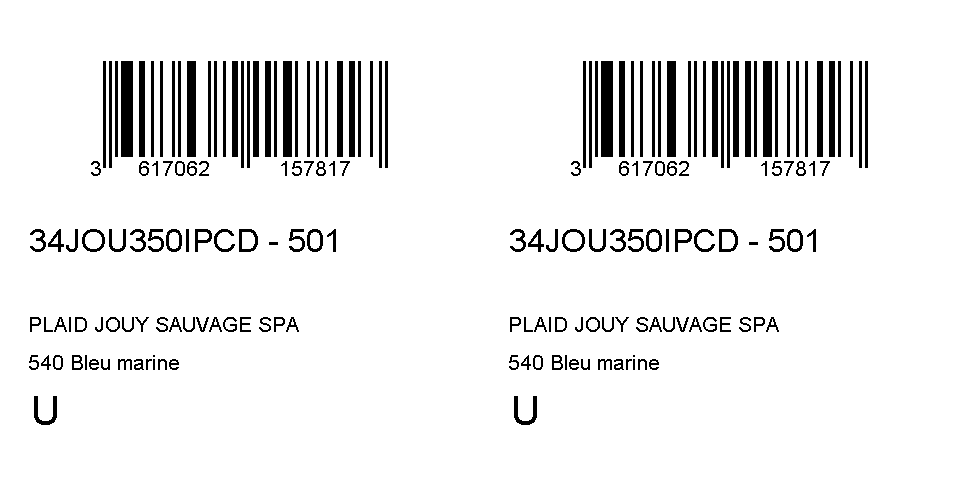 3 617062 157817
34JOU350IPCD - 501
PLAID JOUY SAUVAGE SPA
540 Bleu marine
U
3 617062 157817
34JOU350IPCD - 501
PLAID JOUY SAUVAGE SPA
540 Bleu marine
U